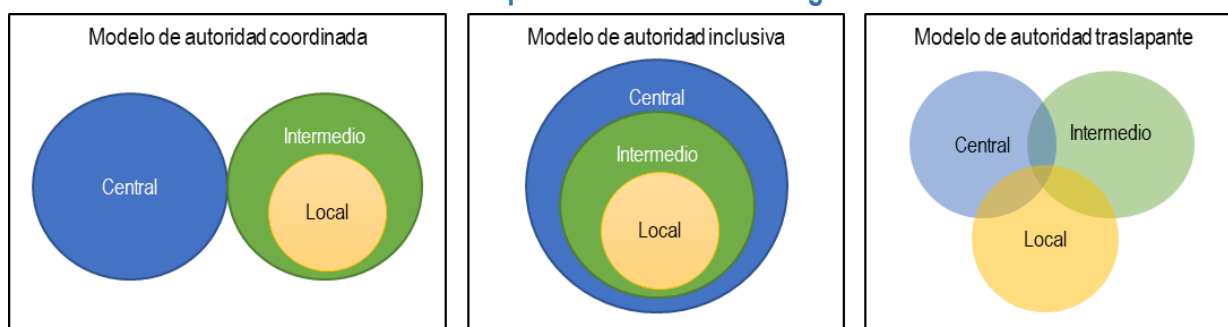 Modelo de autoridad coordinada
Central
Intermedio
Local
Modelo de autoridad inclusiva
Central
Intermedio
Local
Modelo de autoridad traslapante
Central
Intermedio
Local